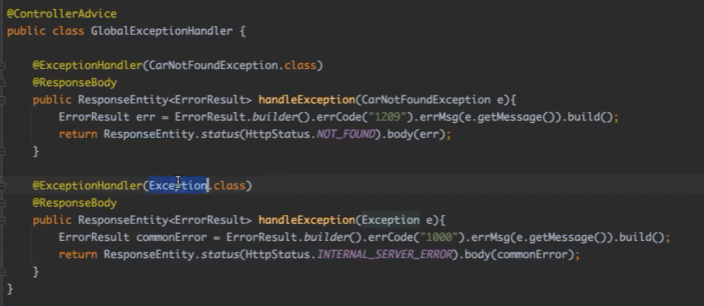 @ControllerAdvice
public class GlobalExceptionHandler {
@ExceptionHandler(CarNotFoundException.class)
@ResponseBody
public ResponseEntity<ErrorResult> handleException(CarNotFoundException e){
ErrorResult err = ErrorResult.builder().errCode("1209").errMsg(e.getMessage()).build();
return ResponseEntity.status(HttpStatus.NOT_FOUND).body(err);
}
@ExceptionHandler(Exception.class)
@ResponseBody
public ResponseEntity<ErrorResult> handleException(Exception e){
ErrorResult commonError = ErrorResult.builder().errCode("1000").errMsg(e.getMessage()).build();
return ResponseEntity.status(HttpStatus.INTERNAL_SERVER_ERROR).body(commonError);
}
}